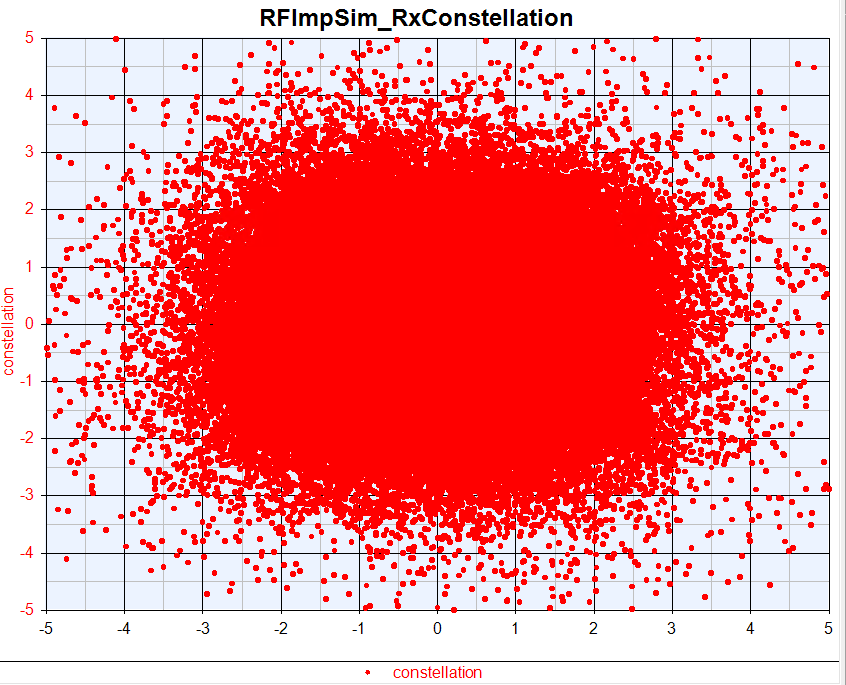 RFImpSim_RxConstellation
5
4
3
2
1
0
-1
-2
-3
-4
-5
constellation
-5 -4 -3 -2 -1 0 1 2 3 4 5
constellation